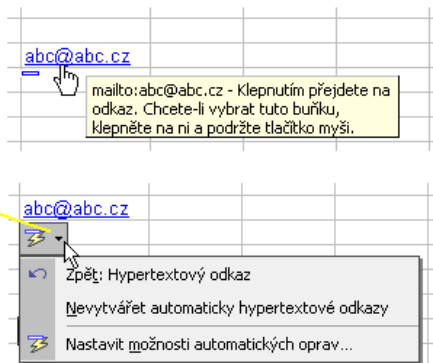 abc@abc.cz
mailto:abc@abc.cz - Klepnutím přejdete na
odkaz. Chcete-li vybrat tuto buňku,
klepněte na ni a podržte tlačítko myši.
abc@abc.cz
Zpět: Hypertextový odkaz
Nevytvářet automaticky hypertextové odkazy
Nastavit možnosti automatických oprav...